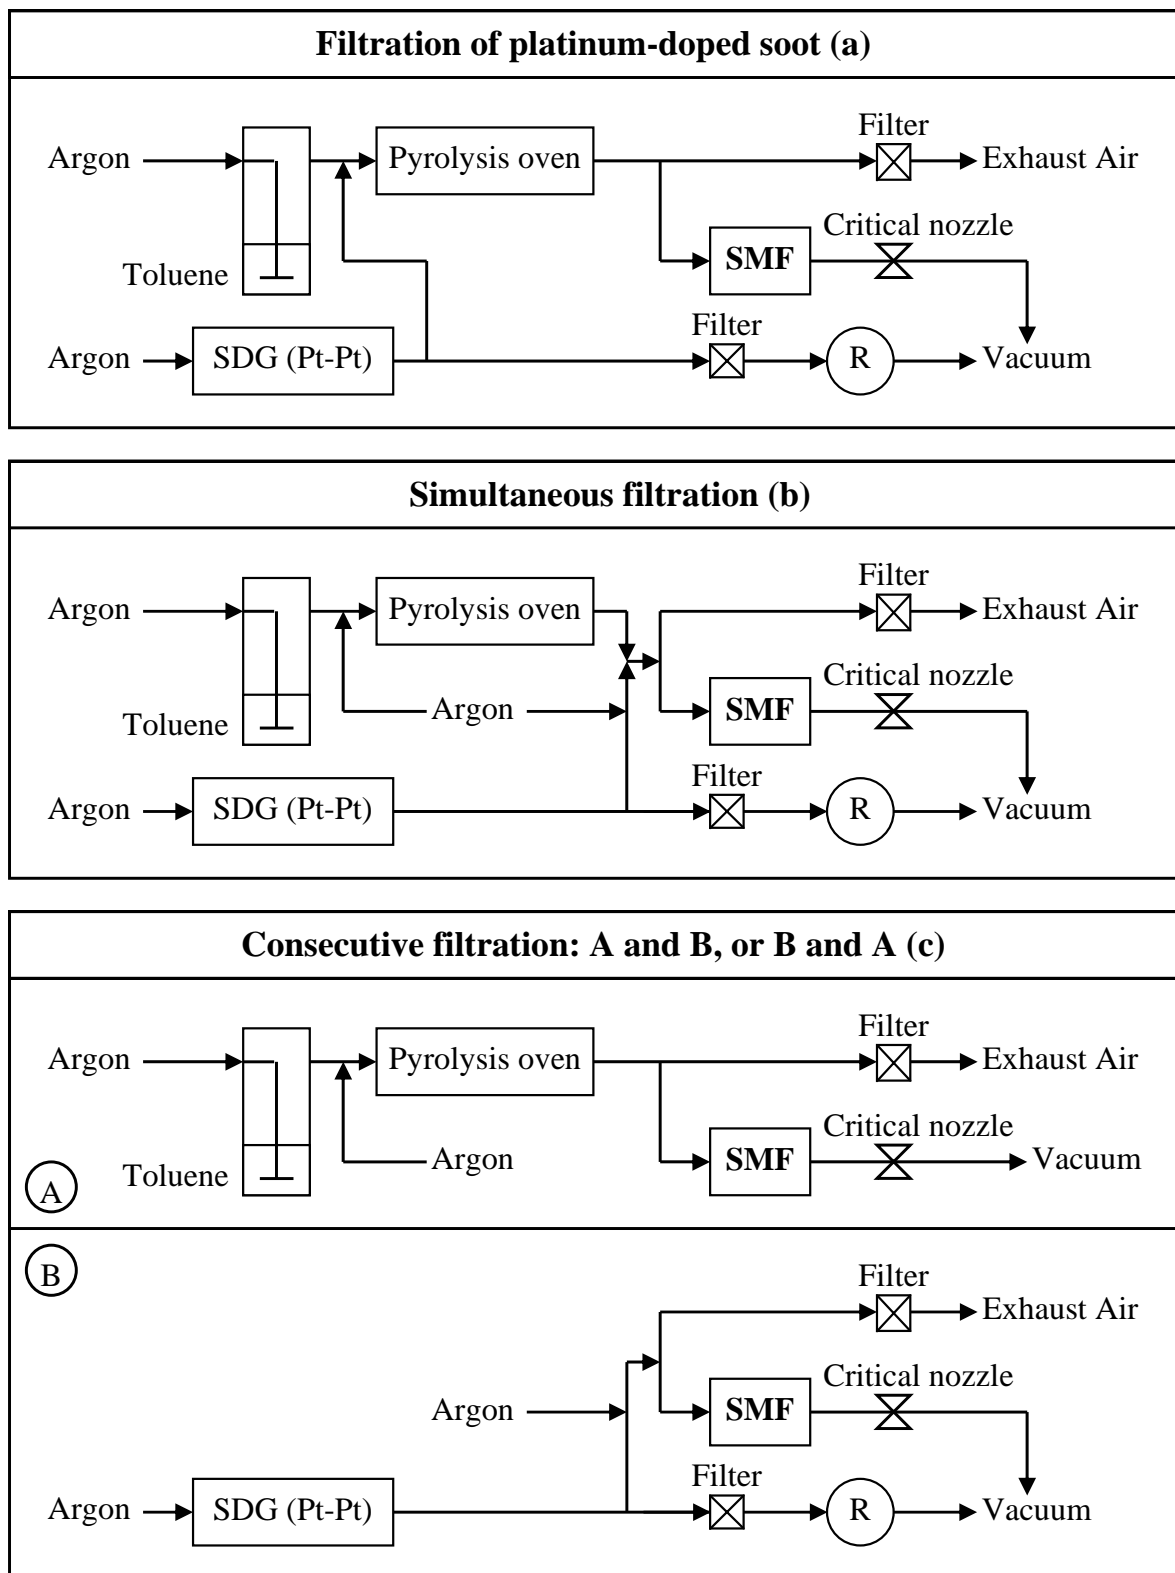 Filtration of platinum-doped soot (a)
Filter
Argon
Pyrolysis oven
Exhaust Air
Critical nozzle
SMF
Toluene
Filter
Argon
SDG (Pt-Pt)
R
Vacuum
Simultaneous filtration (b)
Filter
Argon
Pyrolysis oven
Exhaust Air
Critical nozzle
Argon
SMF
Toluene
Filter
Argon
SDG (Pt-Pt)
R
Vacuum
Consecutive filtration: A and B, or B and A (c)
Filter
Argon
Pyrolysis oven
Exhaust Air
Critical nozzle
Argon
SMF
Vacuum
Toluene
A
B
Filter
Exhaust Air
Critical nozzle
Argon
SMF
Filter
Argon
SDG (Pt-Pt)
R
Vacuum